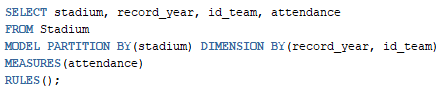 SELECT stadium, record_year, id_team, attendance
FROM Stadium
MODEL PARTITION BY(stadium) DIMENSION BY(record_year, id_team)
MEASURES(attendance)
RULES();